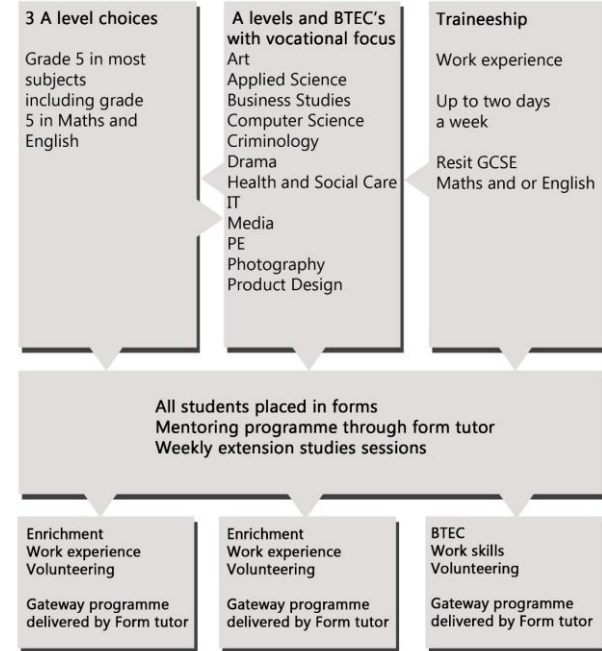 3 A level choices
Grade 5 in most
subjects
including grade
5 in Maths and
English
A levels and BTEC's
with vocational focus
Art
Applied Science
Business Studies
Computer Science
Criminology
Drama
Health and Social Care
IT
Media
PE
Photography
Product Design
Traineeship
Work experience
Up to two days
a week
Resit GCSE
Maths and or English
All students placed in forms
Mentoring programme through form tutor
Weekly extension studies sessions
Enrichment
Work experience
Volunteering
Gateway programme
delivered by Form tutor
Enrichment
Work experience
Volunteering
Gateway programme
delivered by Form tutor
BTEC
Work skills
Volunteering
Gateway programme
delivered by Form tutor